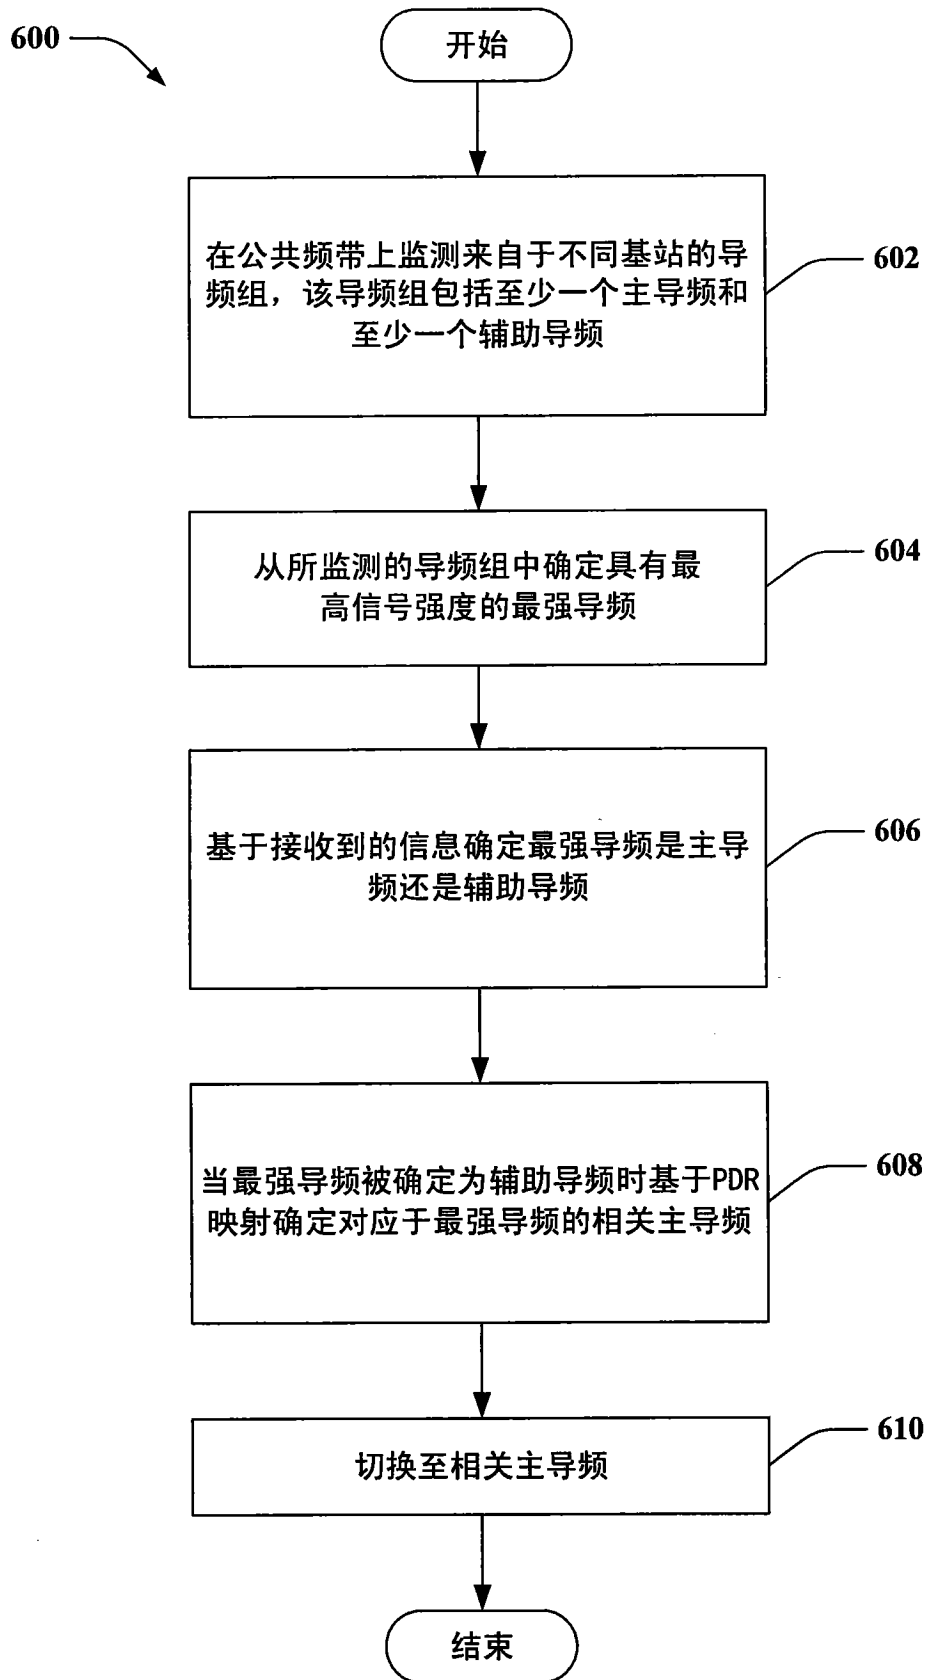 600
开始
在公共频带上监测来自于不同基站的导
频组，该导频组包括至少一个主导频和
至少一个辅助导频
602
从所监测的导频组中确定具有最
高信号强度的最强导频
604
基于接收到的信息确定最强导频是主导
频还是辅助导频
606
当最强导频被确定为辅助导频时基于PDR
映射确定对应于最强导频的相关主导频
608
切换至相关主导频
610
结束